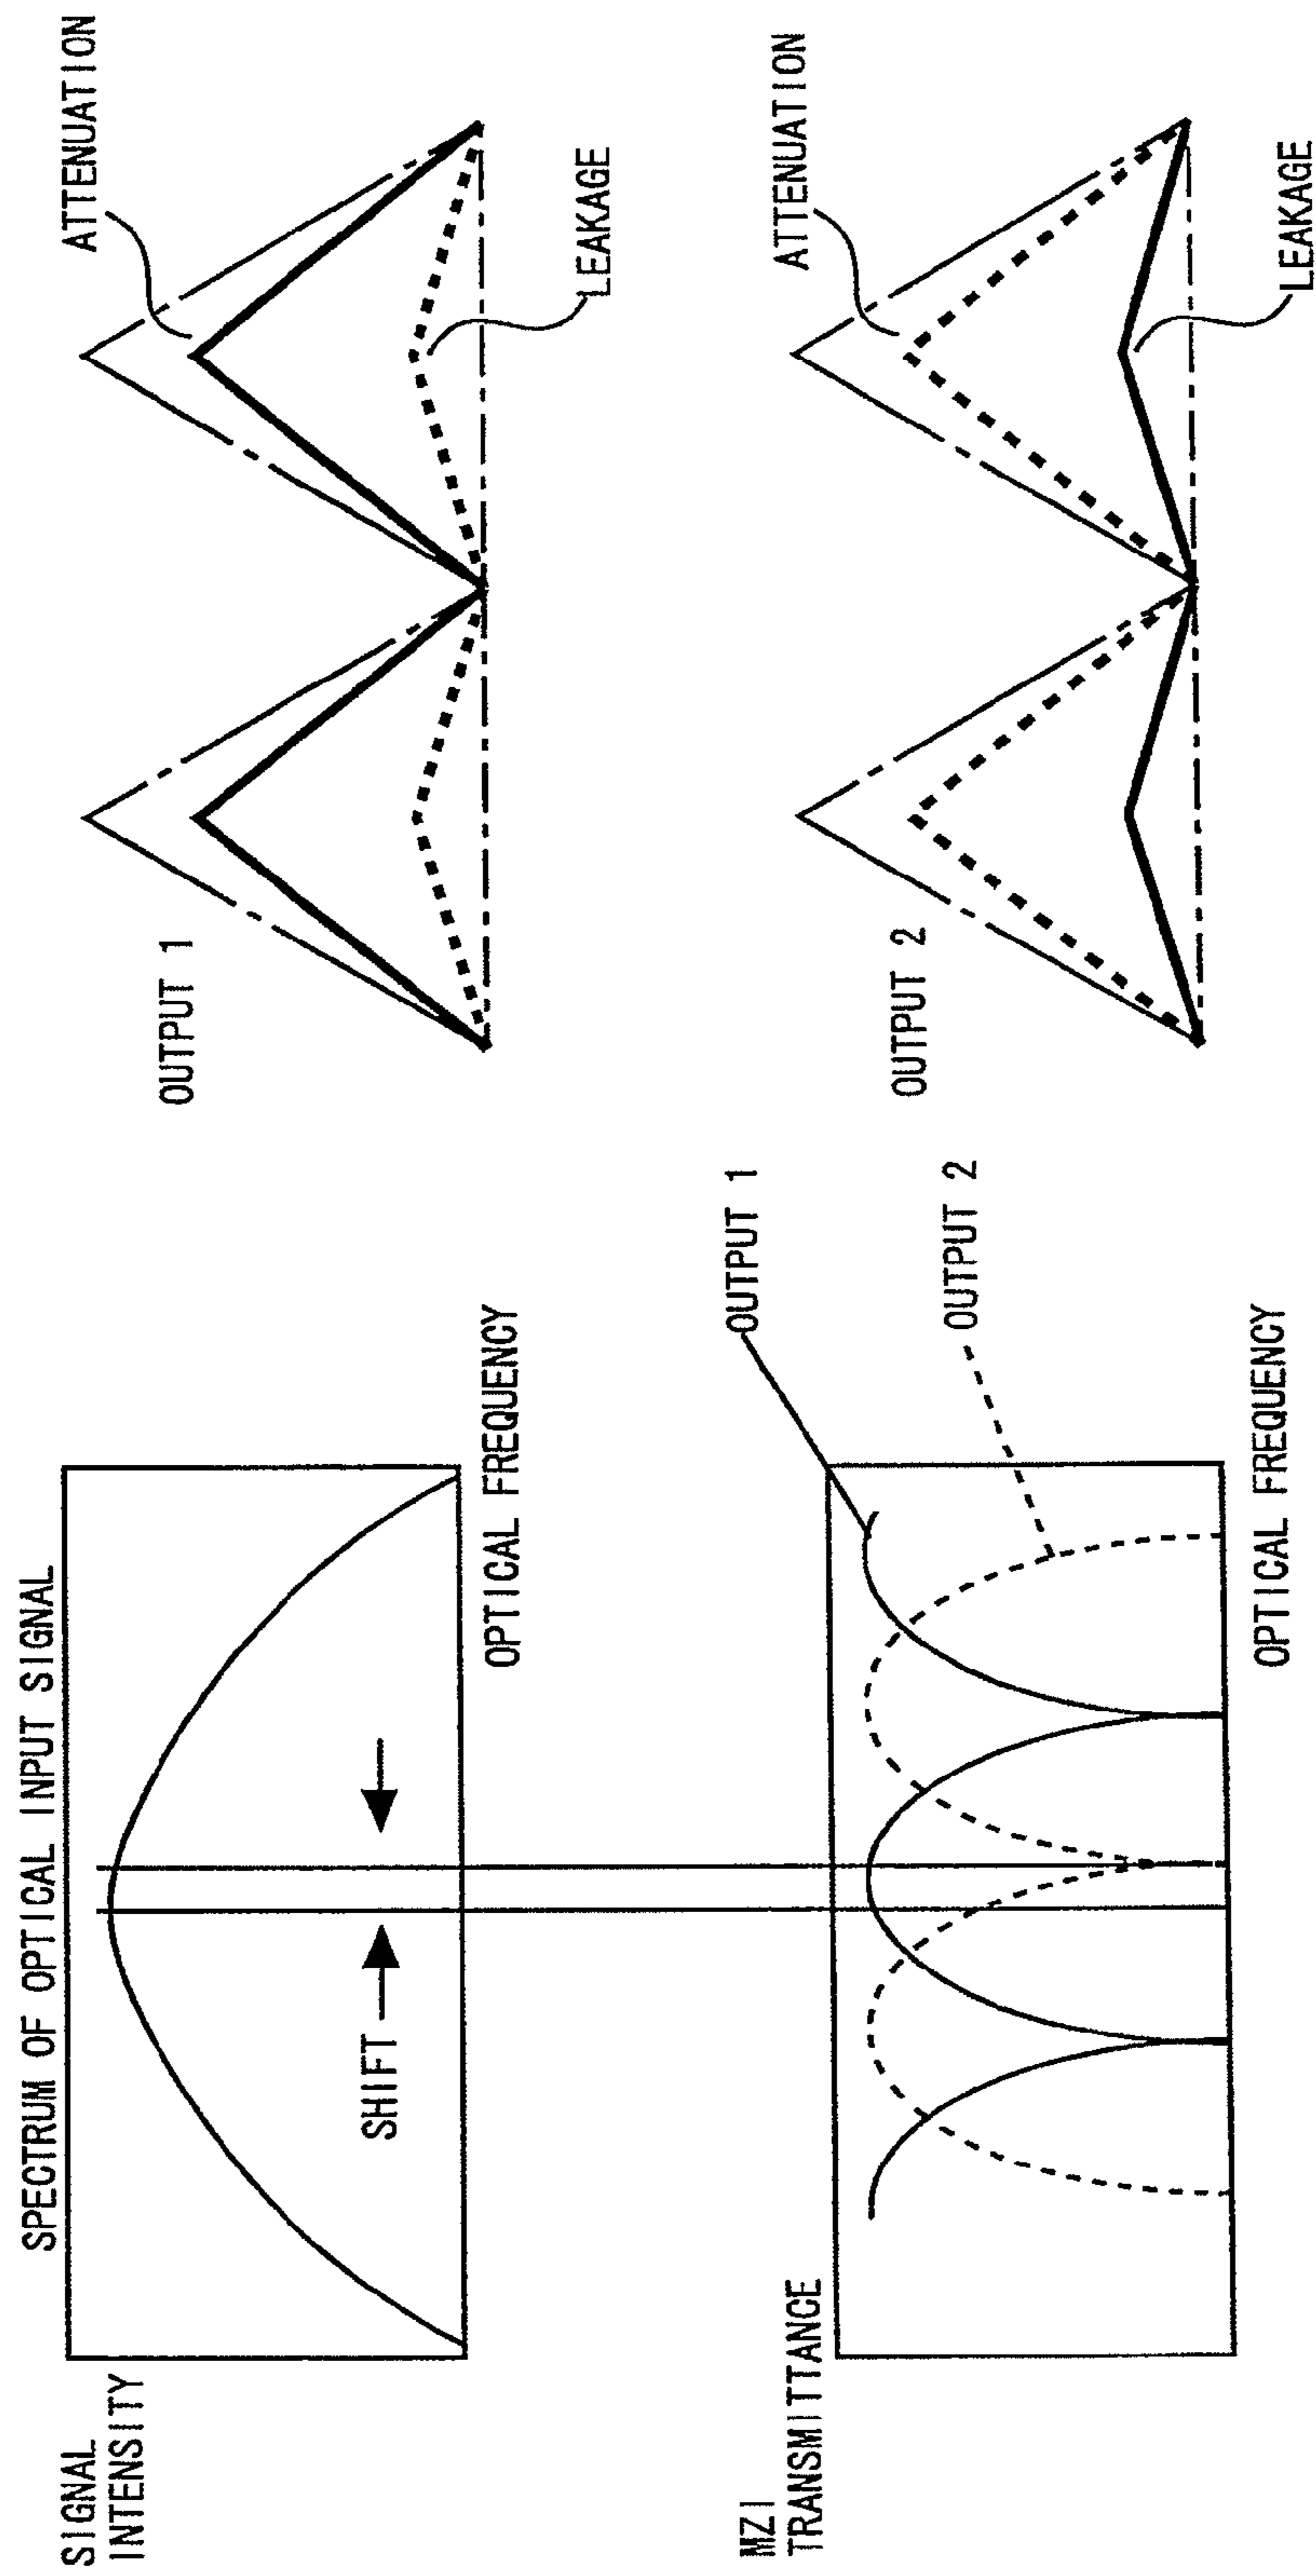 SPECTRUM OF OPTICAL INPUT SIGNAL
SIGNAL
INTENSITY
SHIFT
OPTICAL FREQUENCY
MZI
TRANSMITTANCE
OUTPUT 1
OUTPUT 2
OPTICAL FREQUENCY
OUTPUT 1
ATTENUATION
LEAKAGE
OUTPUT 2
ATTENUATION
LEAKAGE